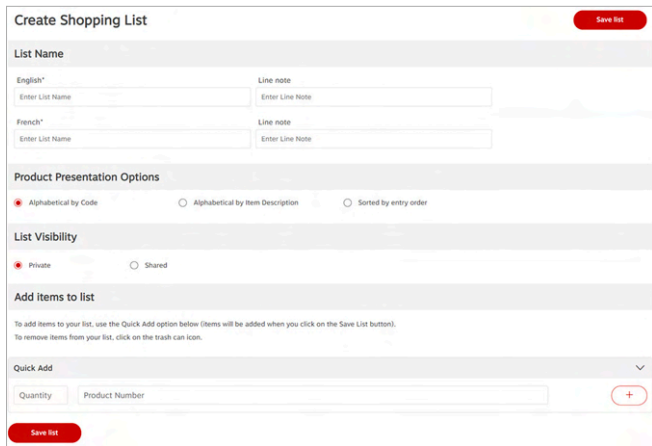 Create Shopping List
Save list
List Name
English*
Line note
Enter List Name
Enter Line Note
French*
Line note
Enter List Name
Enter Line Note
Product Presentation Options
Alphabetical by Code
Alphabetical by Item Description
Sorted by entry order
List Visibility
Private
Shared
Add items to list
To add items to your list, use the Quick Add option below (items will be added when you click on the Save List button).
To remove items from your list, click on the trash can icon.
Quick Add
Quantity
Product Number
+
Save list